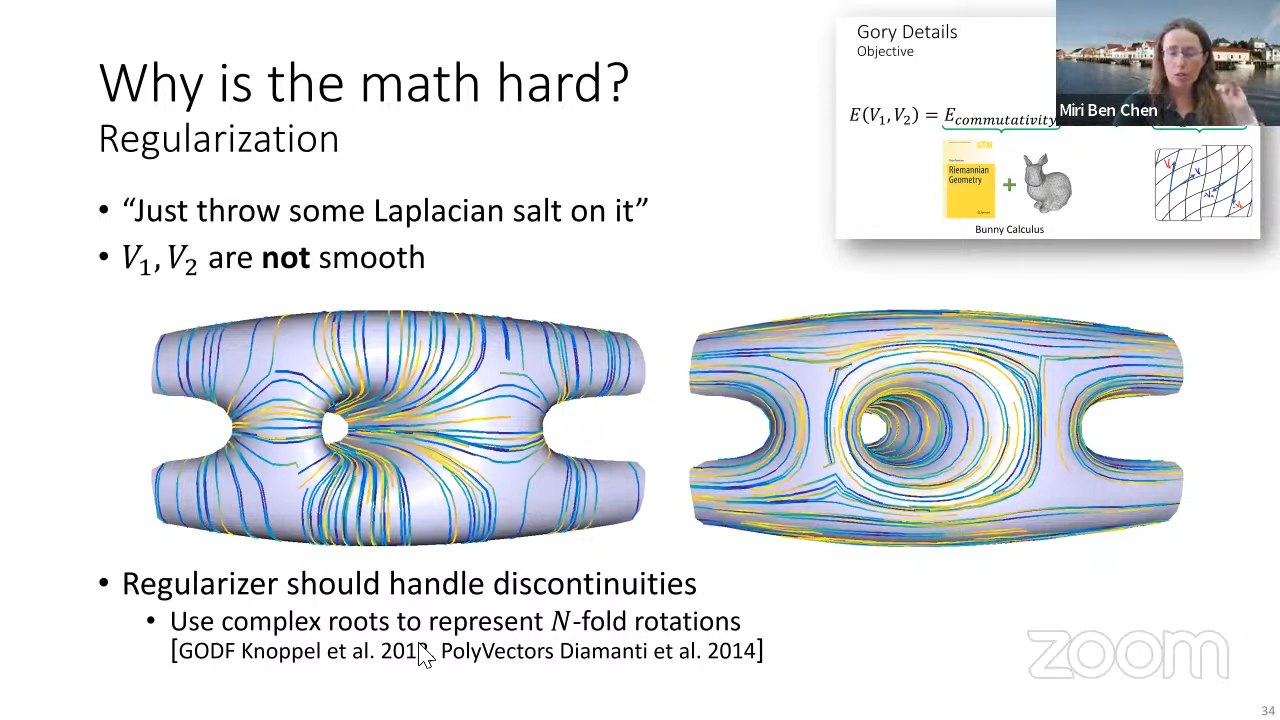 Why is the math hard?
Regularization
• “Just throw some Laplacian salt on it”
• V₁, V₂ are not smooth
• Regularizer should handle discontinuities
• Use complex roots to represent N-fold rotations
[GODF Knoppel et al. PolyVectors Diamanti et al. 2014]
Gory Details
Objective
E(V₁, V₂) = E_commutativity
GTM
Riemannian
Geometry
+
Bunny Calculus
Miri Ben Chen
zoom
34